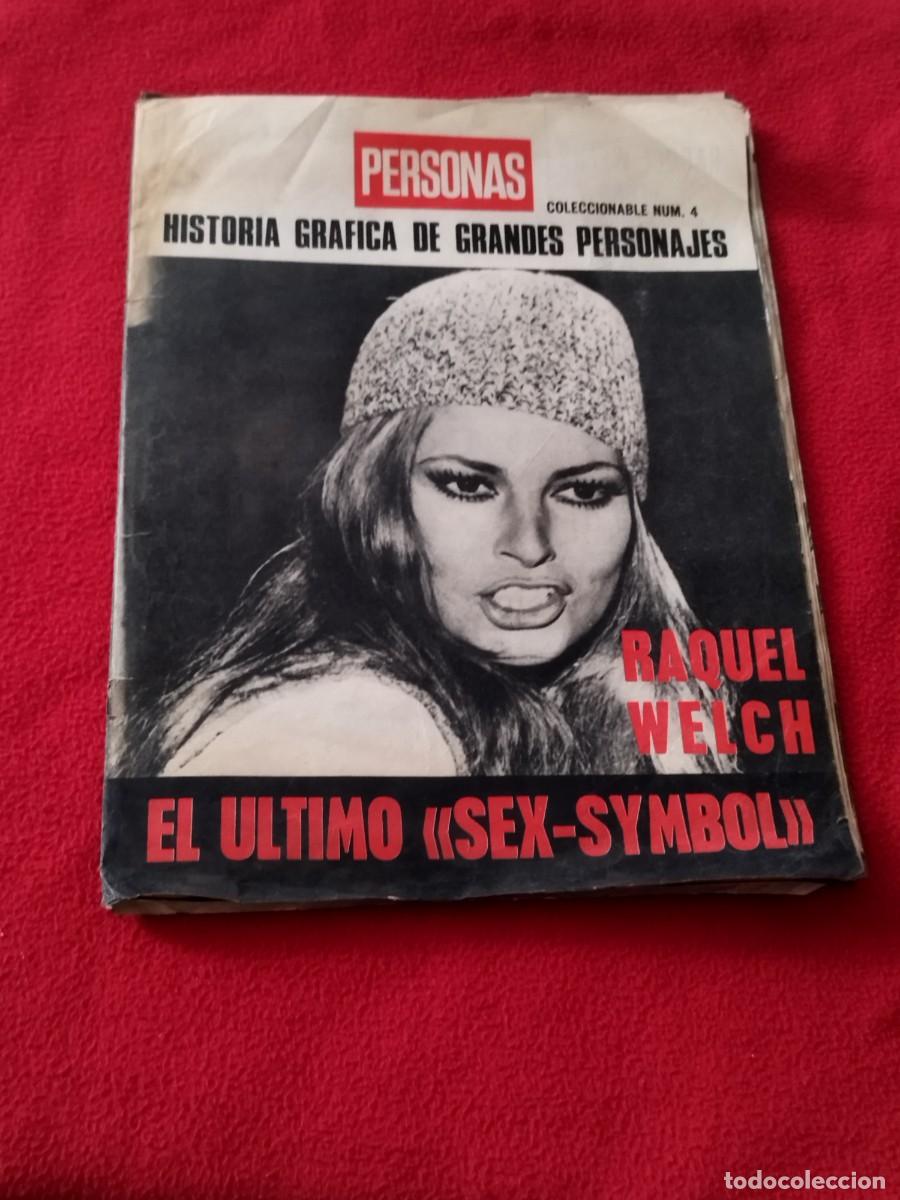 PERSONAS
COLECCIONABLE NUM. 4
HISTORIA GRAFICA DE GRANDES PERSONAJES
RAQUEL
WELCH
EL ULTIMO «SEX-SYMBOL»
todocoleccion